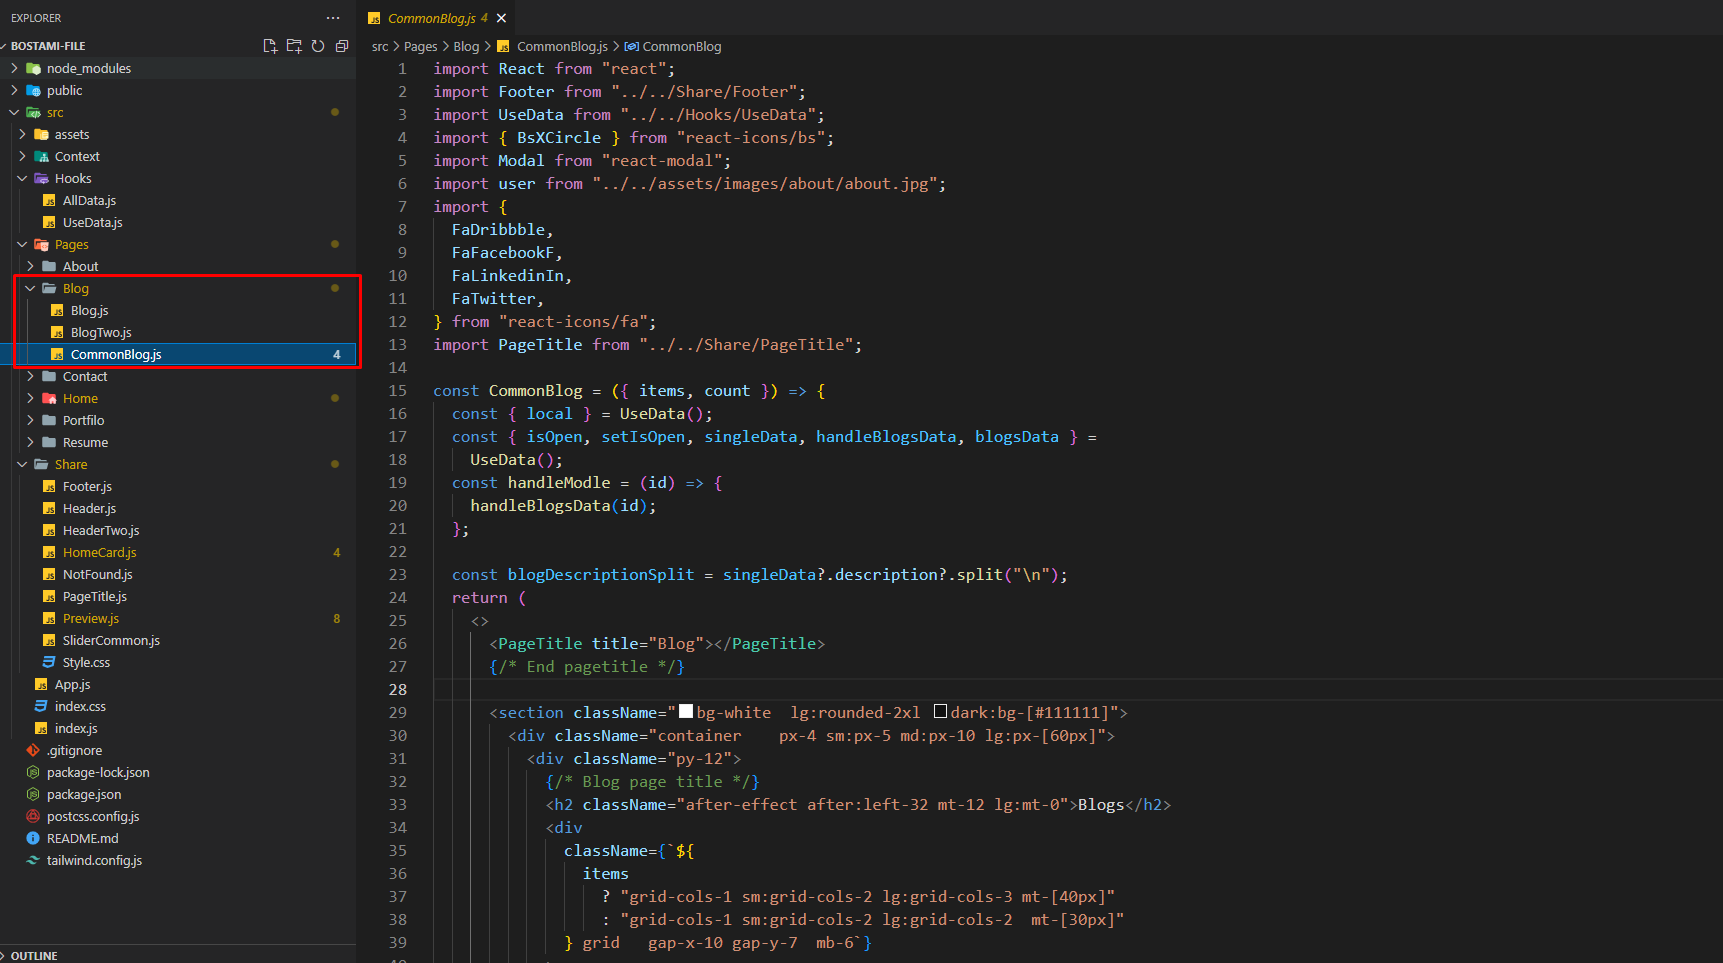 EXPLORER
BOSTAMI-FILE
node_modules
public
src
assets
Context
Hooks
AllData.js
UseData.js
Pages
About
Blog
Blog.js
BlogTwo.js
CommonBlog.js 4
Contact
Home
Portfilo
Resume
Share
Footer.js
Header.js
HeaderTwo.js
HomeCard.js 4
NotFound.js
PageTitle.js
Preview.js 8
SliderCommon.js
Style.css
App.js
index.css
index.js
.gitignore
package-lock.json
package.json
postcss.config.js
README.md
tailwind.config.js
OUTLINE
CommonBlog.js 4
src > Pages > Blog > CommonBlog.js > CommonBlog
1 import React from "react";
2 import Footer from "../../Share/Footer";
3 import UseData from "../../Hooks/UseData";
4 import { BsXCircle } from "react-icons/bs";
5 import Modal from "react-modal";
6 import user from "../../assets/images/about/about.jpg";
7 import {
8 FaDribbble,
9 FaFacebookF,
10 FaLinkedinIn,
11 FaTwitter,
12 } from "react-icons/fa";
13 import PageTitle from "../../Share/PageTitle";
14
15 const CommonBlog = ({ items, count }) => {
16 const { local } = UseData();
17 const { isOpen, setIsOpen, singleData, handleBlogsData, blogsData } =
18 UseData();
19 const handleModle = (id) => {
20 handleBlogsData(id);
21 };
22
23 const blogDescriptionSplit = singleData?.description?.split("\n");
24 return (
25 <>
26 <PageTitle title="Blog"></PageTitle>
27 {/* End pagetitle */}
28
29 <section className="bg-white  lg:rounded-2xl dark:bg-[#111111]">
30 <div className="container    px-4 sm:px-5 md:px-10 lg:px-[60px]">
31 <div className="py-12">
32 {/* Blog page title */}
33 <h2 className="after-effect after:left-32 mt-12 lg:mt-0">Blogs</h2>
34 <div
35 className={`${
36 items
37 ? "grid-cols-1 sm:grid-cols-2 lg:grid-cols-3 mt-[40px]"
38 : "grid-cols-1 sm:grid-cols-2 lg:grid-cols-2  mt-[30px]"
39 } grid   gap-x-10 gap-y-7  mb-6`}